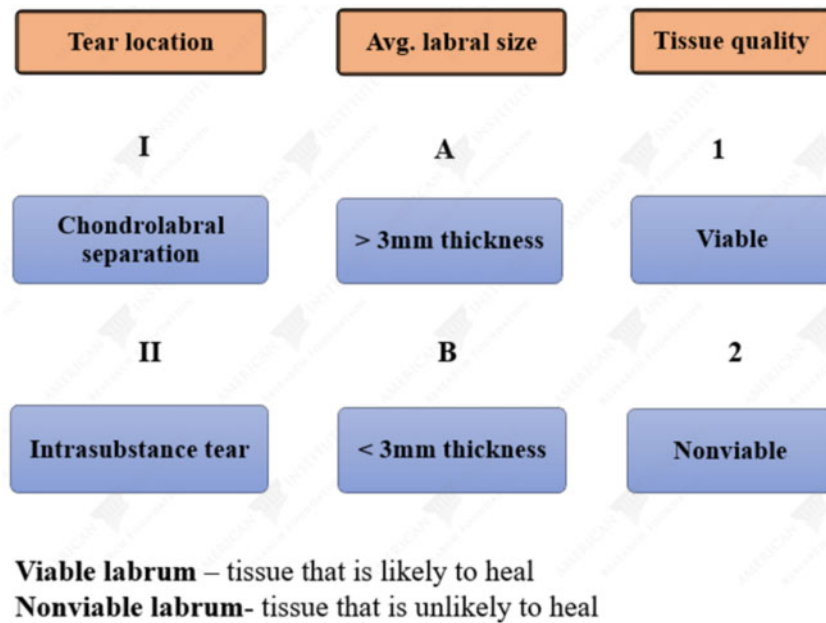 Tear location
Avg. labral size
Tissue quality
I
A
1
Chondrolabral
separation
> 3mm thickness
Viable
II
B
2
Intrasubstance tear
< 3mm thickness
Nonviable
Viable labrum – tissue that is likely to heal
Nonviable labrum- tissue that is unlikely to heal